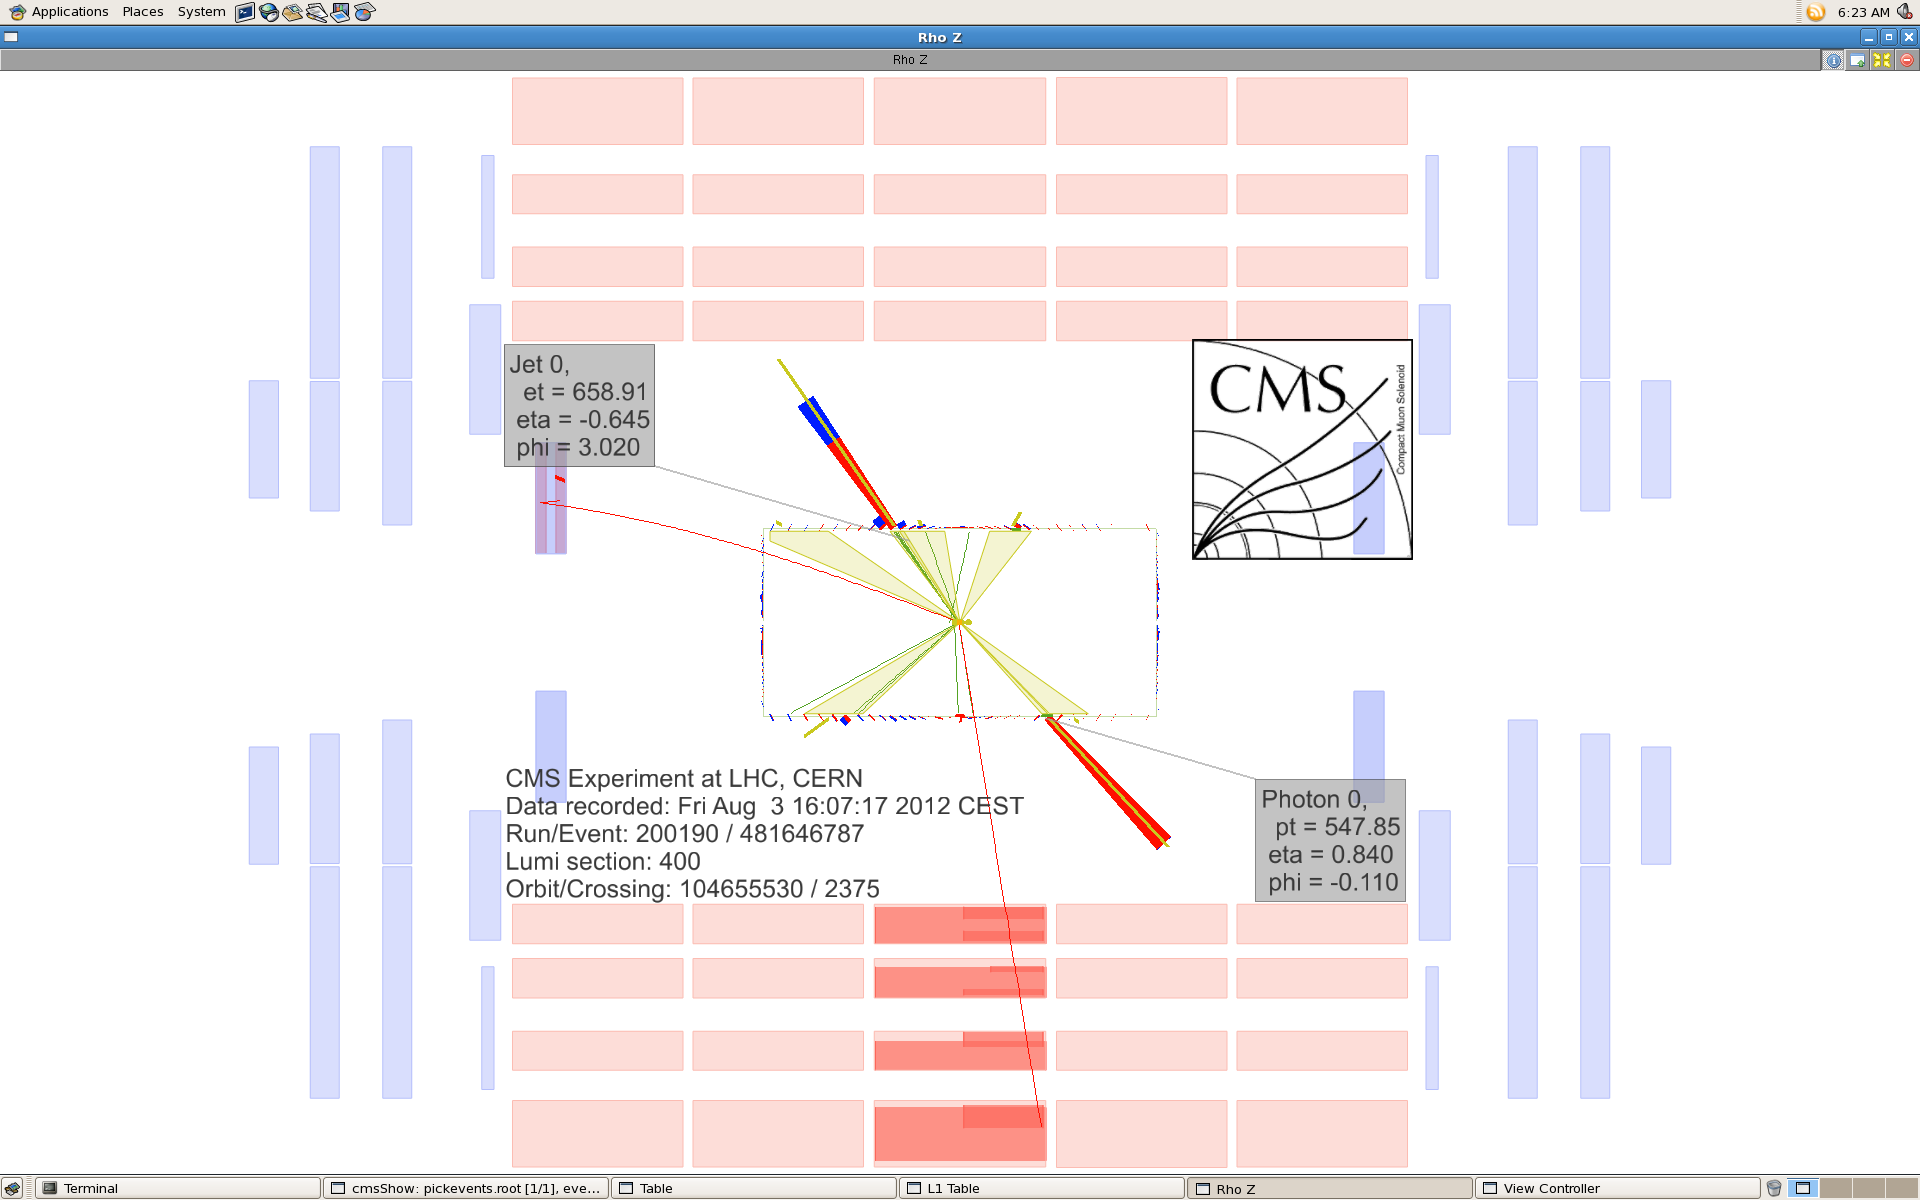 Applications Places System
6:23 AM
Rho Z
Rho Z
Jet 0,
et = 658.91
eta = -0.645
phi = 3.020
CMS
Compact Muon Solenoid
CMS Experiment at LHC, CERN
Data recorded: Fri Aug  3 16:07:17 2012 CEST
Run/Event: 200190 / 481646787
Lumi section: 400
Orbit/Crossing: 104655530 / 2375
Photon 0,
pt = 547.85
eta = 0.840
phi = -0.110
Terminal
cmsShow: pickevents.root [1/1], eve...
Table
L1 Table
Rho Z
View Controller